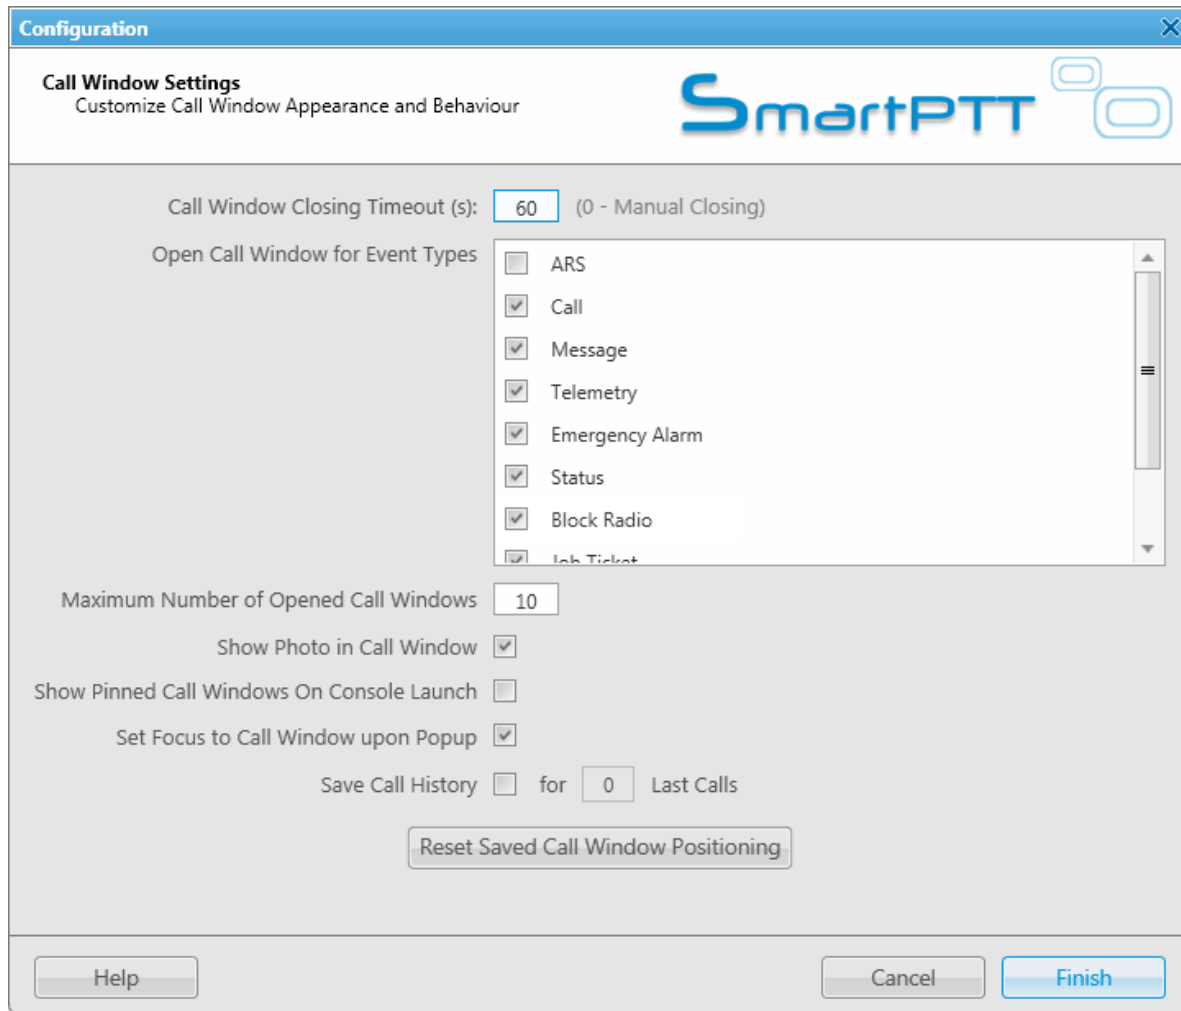 Configuration
Call Window Settings
Customize Call Window Appearance and Behaviour
SmartPTT
Call Window Closing Timeout (s): 60 (0 - Manual Closing)
Open Call Window for Event Types
ARS
Call
Message
Telemetry
Emergency Alarm
Status
Block Radio
Job Ticket
Maximum Number of Opened Call Windows 10
Show Photo in Call Window
Show Pinned Call Windows On Console Launch
Set Focus to Call Window upon Popup
Save Call History for 0 Last Calls
Reset Saved Call Window Positioning
Help Cancel Finish